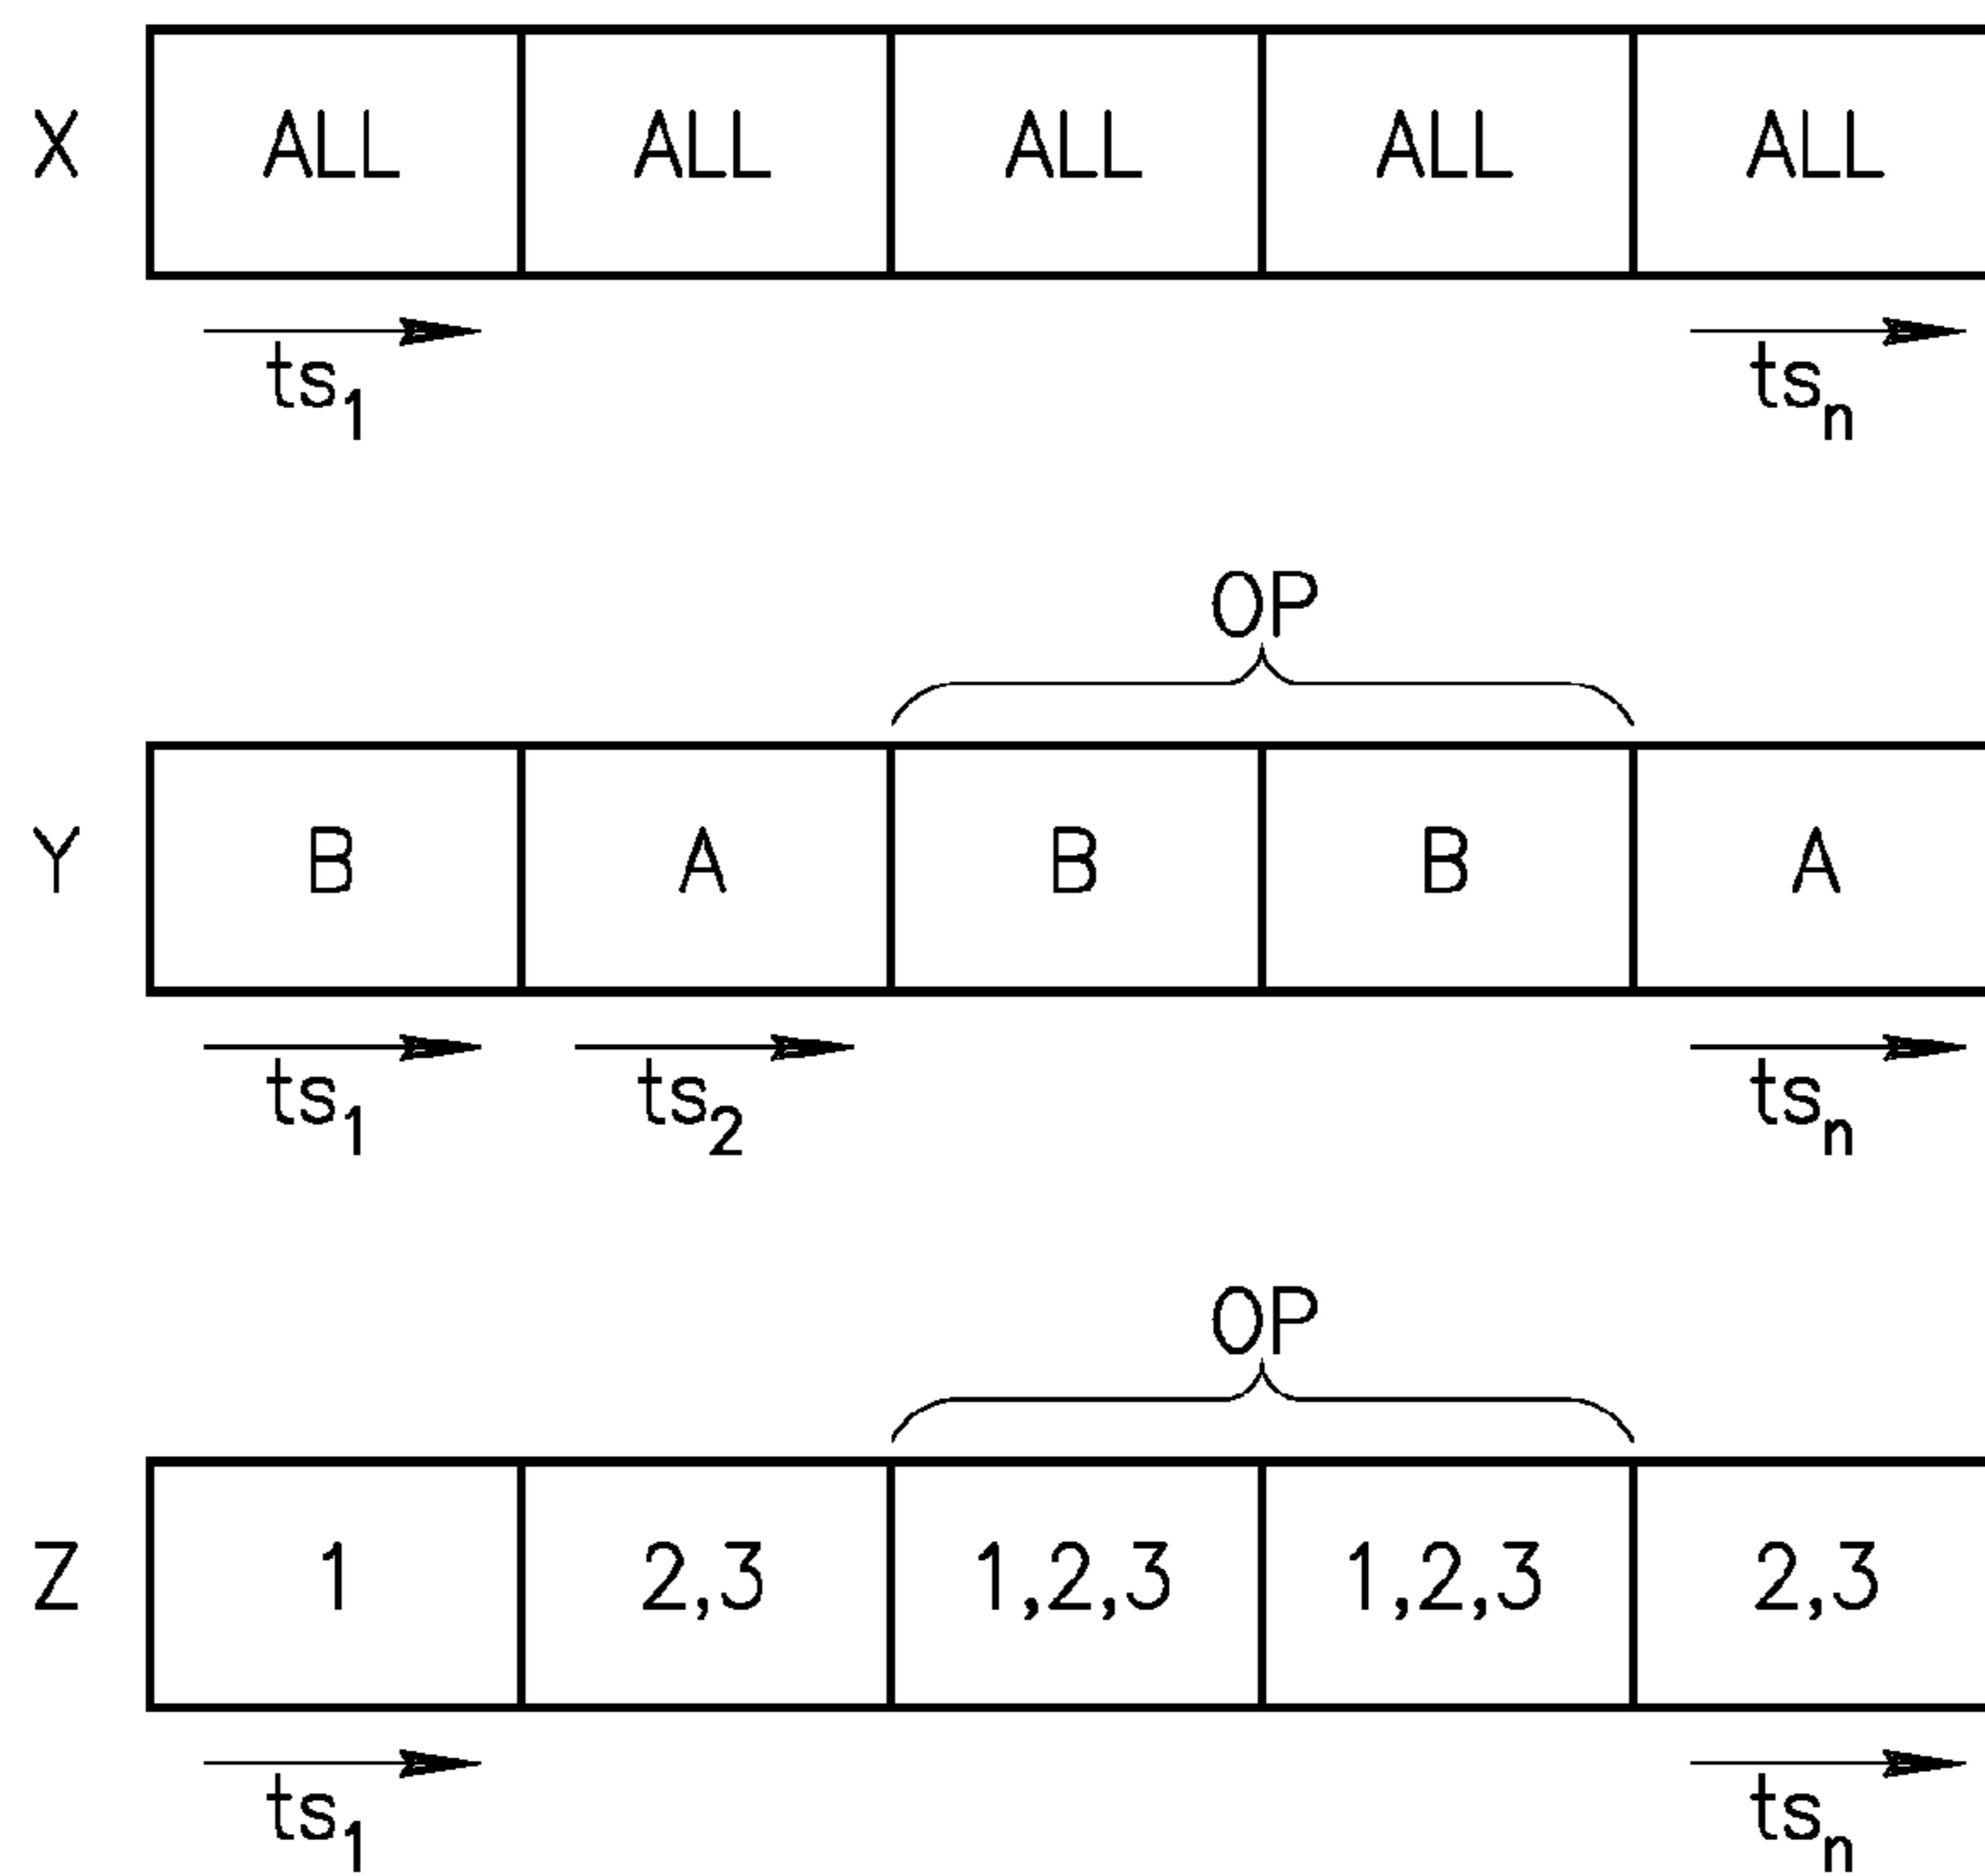 X ALL ALL ALL ALL ALL
ts1 tsn
OP
Y B A B B A
ts1 ts2 tsn
OP
Z 1 2,3 1,2,3 1,2,3 2,3
ts1 tsn